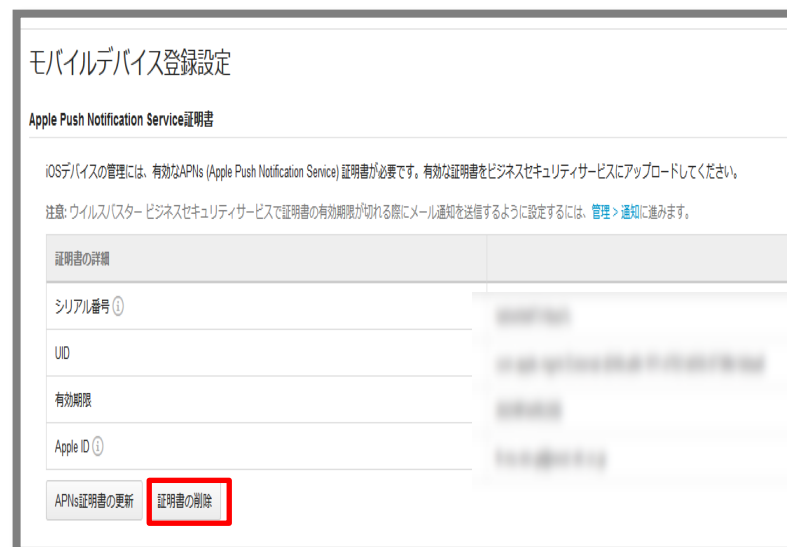 モバイルデバイス登録設定
Apple Push Notification Service証明書
iOSデバイスの管理には、有効なAPNs (Apple Push Notification Service) 証明書が必要です。有効な証明書をビジネスセキュリティサービスにアップロードしてください。
注意: ウイルスバスター ビジネスセキュリティサービスで証明書の有効期限が切れる際にメール通知を送信するように設定するには、管理 > 通知に進みます。
証明書の詳細
シリアル番号
UID
有効期限
Apple ID
APNs証明書の更新 証明書の削除